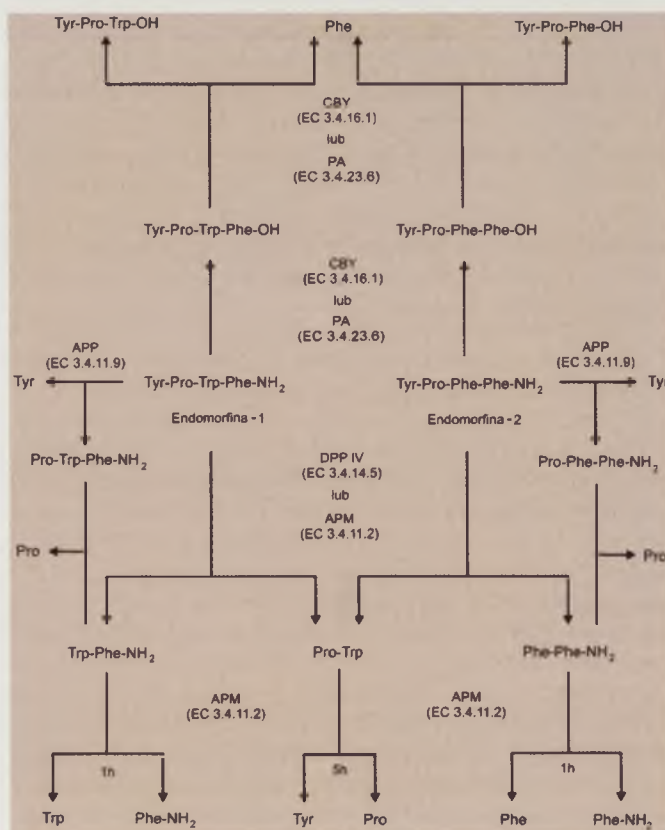 Tyr-Pro-Trp-OH Phe Tyr-Pro-Phe-OH
CBY
(EC 3.4.16.1)
lub
PA
(EC 3.4.23.6)
Tyr-Pro-Trp-Phe-OH Tyr-Pro-Phe-Phe-OH
CBY
(EC 3.4.16.1)
lub
PA
(EC 3.4.23.6)
APP APP
(EC 3.4.11.9) (EC 3.4.11.9)
Tyr Tyr-Pro-Trp-Phe-NH₂ Tyr-Pro-Phe-Phe-NH₂ Tyr
Endomorfina - 1 Endomorfina - 2
Pro-Trp-Phe-NH₂ DPP IV Pro-Phe-Phe-NH₂
(EC 3.4.14.5)
lub
APM
(EC 3.4.11.2)
Pro Pro
Trp-Phe-NH₂ Pro-Trp Phe-Phe-NH₂
APM APM
(EC 3.4.11.2) (EC 3.4.11.2)
1h 5h 1h
Trp Phe-NH₂ Tyr Pro Phe Phe-NH₂